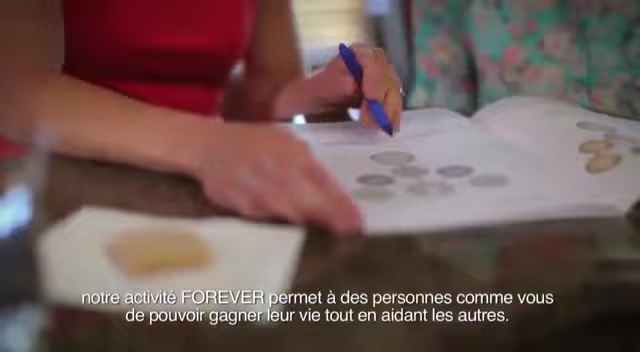 notre activité FOREVER permet à des personnes comme vous
de pouvoir gagner leur vie tout en aidant les autres.